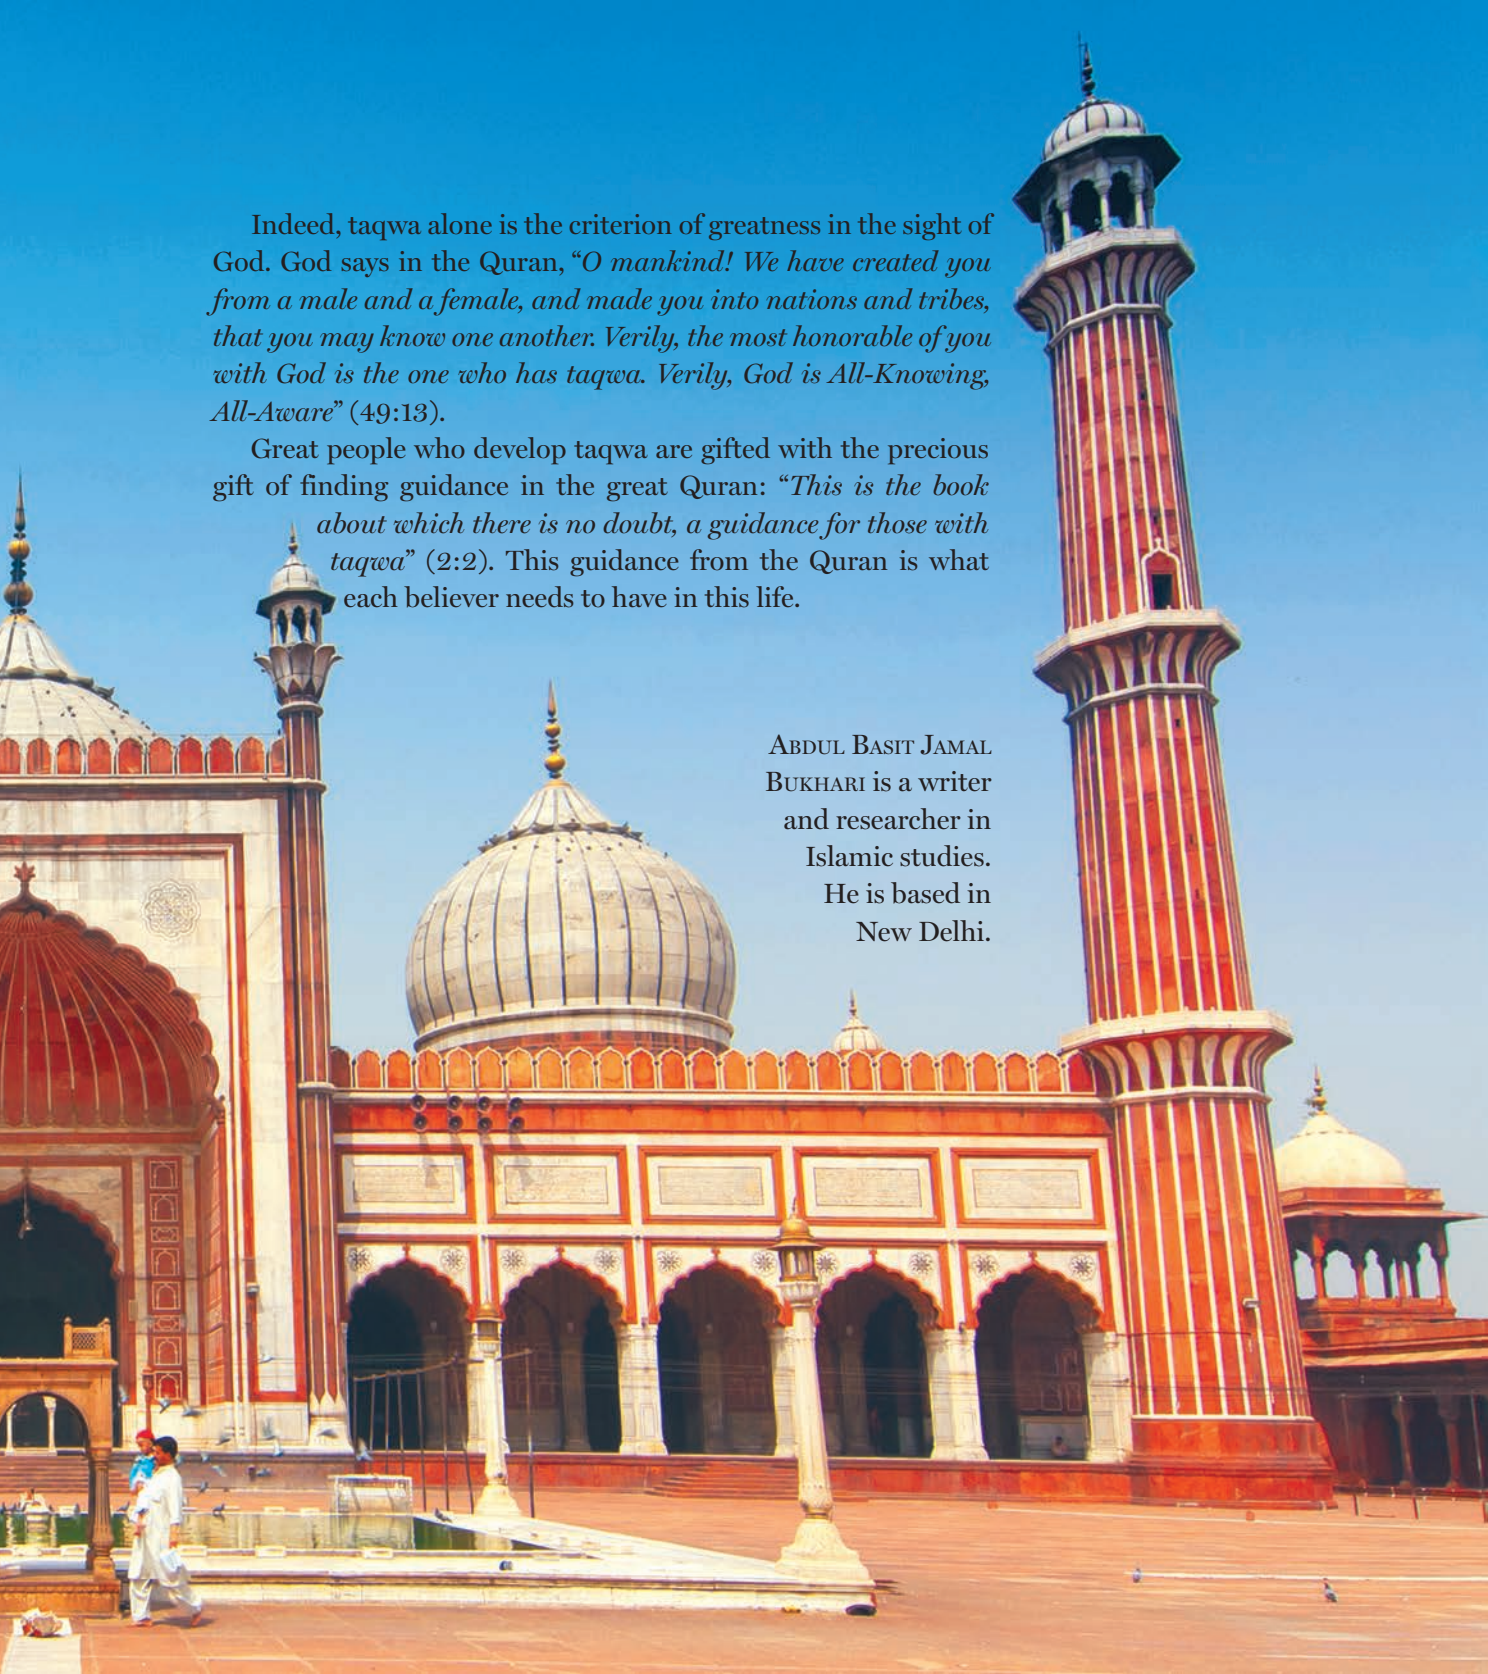 Indeed, taqwa alone is the criterion of greatness in the sight of
God. God says in the Quran, “O mankind! We have created you
from a male and a female, and made you into nations and tribes,
that you may know one another. Verily, the most honorable of you
with God is the one who has taqwa. Verily, God is All-Knowing,
All-Aware” (49:13).
Great people who develop taqwa are gifted with the precious
gift of finding guidance in the great Quran: “This is the book
about which there is no doubt, a guidance for those with
taqwa” (2:2). This guidance from the Quran is what
each believer needs to have in this life.
ABDUL BASIT JAMAL
BUKHARI is a writer
and researcher in
Islamic studies.
He is based in
New Delhi.